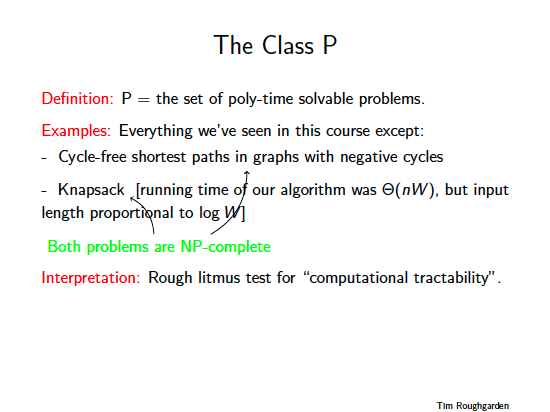 The Class P
Definition: P = the set of poly-time solvable problems.
Examples: Everything we've seen in this course except:
- Cycle-free shortest paths in graphs with negative cycles
- Knapsack [running time of our algorithm was Θ(nW), but input
length proportional to log W]
Both problems are NP-complete
Interpretation: Rough litmus test for “computational tractability”.
Tim Roughgarden